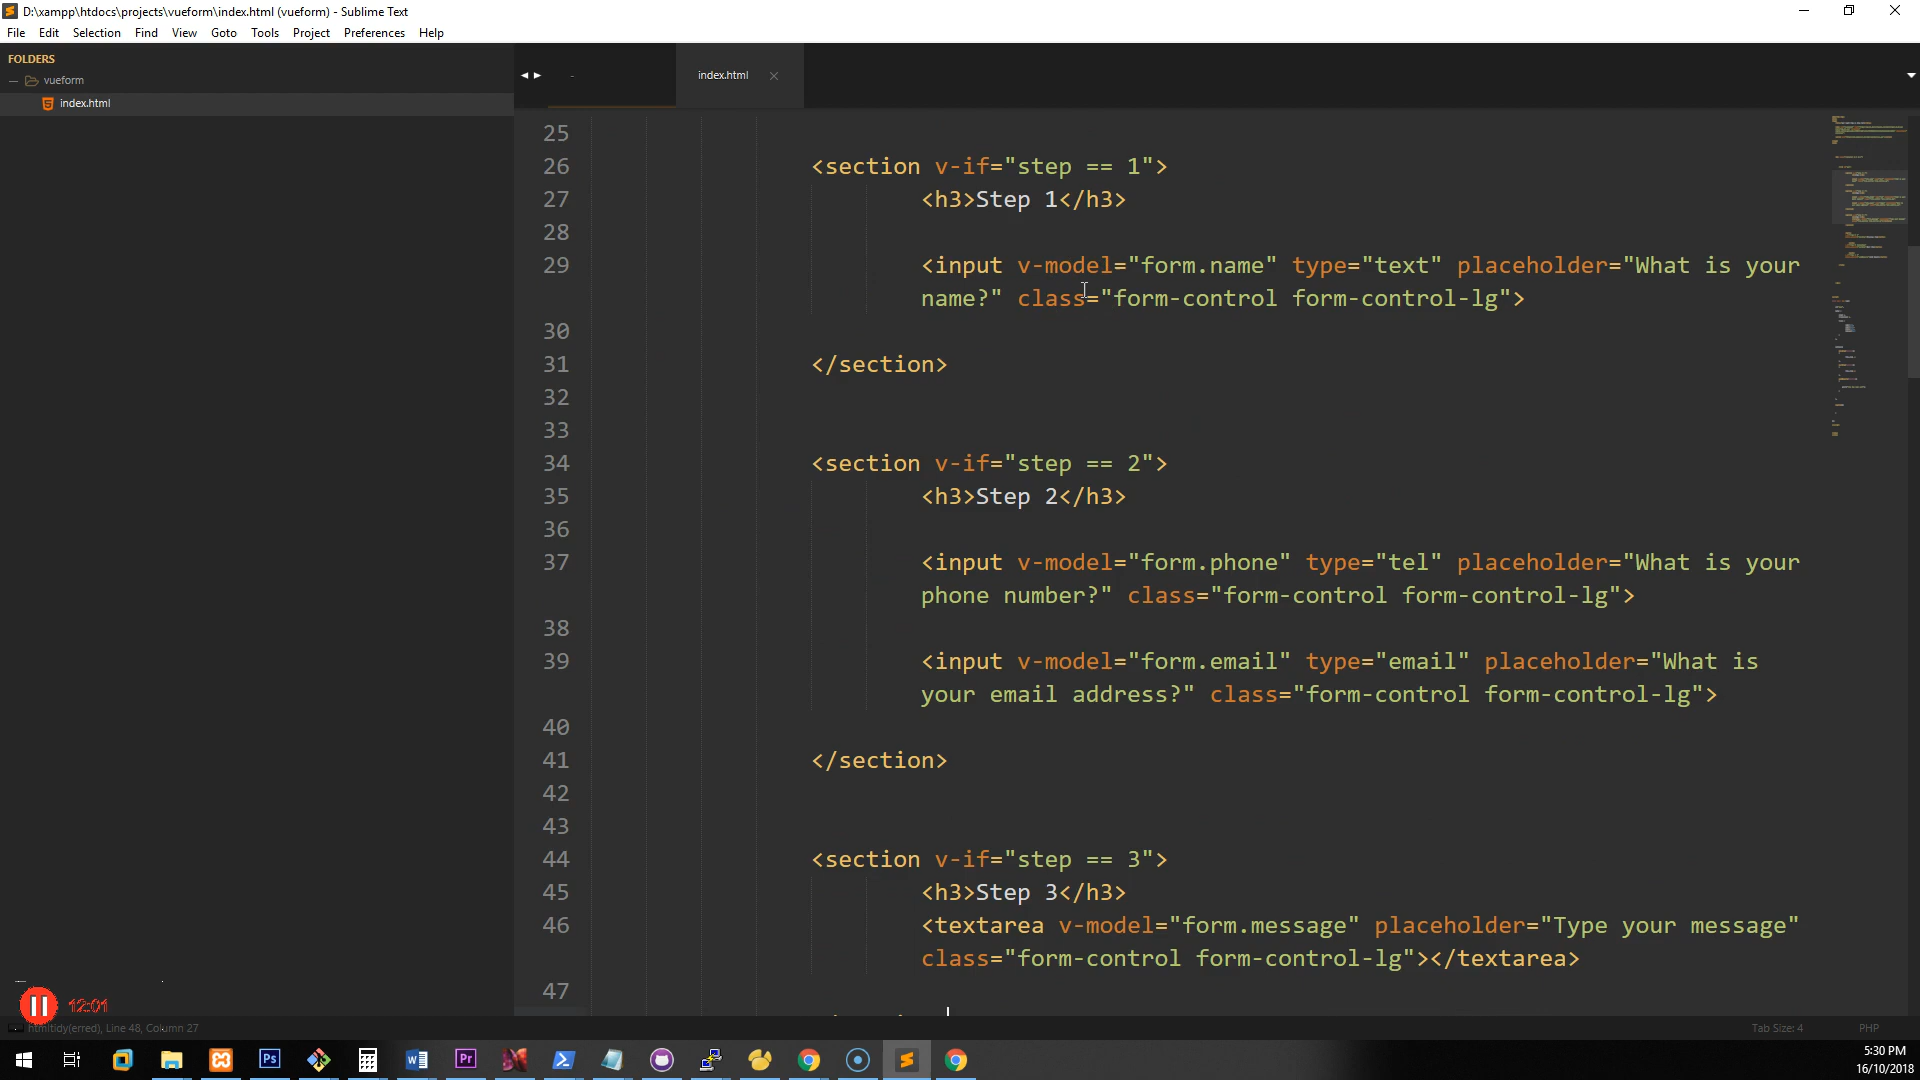 D:\xampp\htdocs\projects\vueform\index.html (vueform) - Sublime Text
File Edit Selection Find View Goto Tools Project Preferences Help
FOLDERS
vueform
index.html
index.html
25
26 <section v-if="step == 1">
27 <h3>Step 1</h3>
28
29 <input v-model="form.name" type="text" placeholder="What is your
name?" class="form-control form-control-lg">
30
31 </section>
32
33
34 <section v-if="step == 2">
35 <h3>Step 2</h3>
36
37 <input v-model="form.phone" type="tel" placeholder="What is your
phone number?" class="form-control form-control-lg">
38
39 <input v-model="form.email" type="email" placeholder="What is
your email address?" class="form-control form-control-lg">
40
41 </section>
42
43
44 <section v-if="step == 3">
45 <h3>Step 3</h3>
46 <textarea v-model="form.message" placeholder="Type your message"
class="form-control form-control-lg"></textarea>
47
12:01
htmltidy(erred), Line 48, Column 27
Tab Size: 4 PHP
5:30 PM
16/10/2018